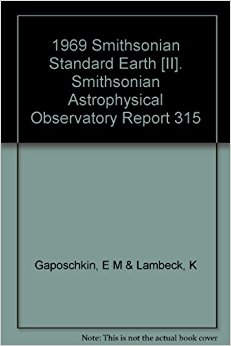 1969 Smithsonian
Standard Earth [II]. Smithsonian
Astrophysical
Observatory Report 315
Gaposchkin, E M & Lambeck, K
Note: This is not the actual book cover